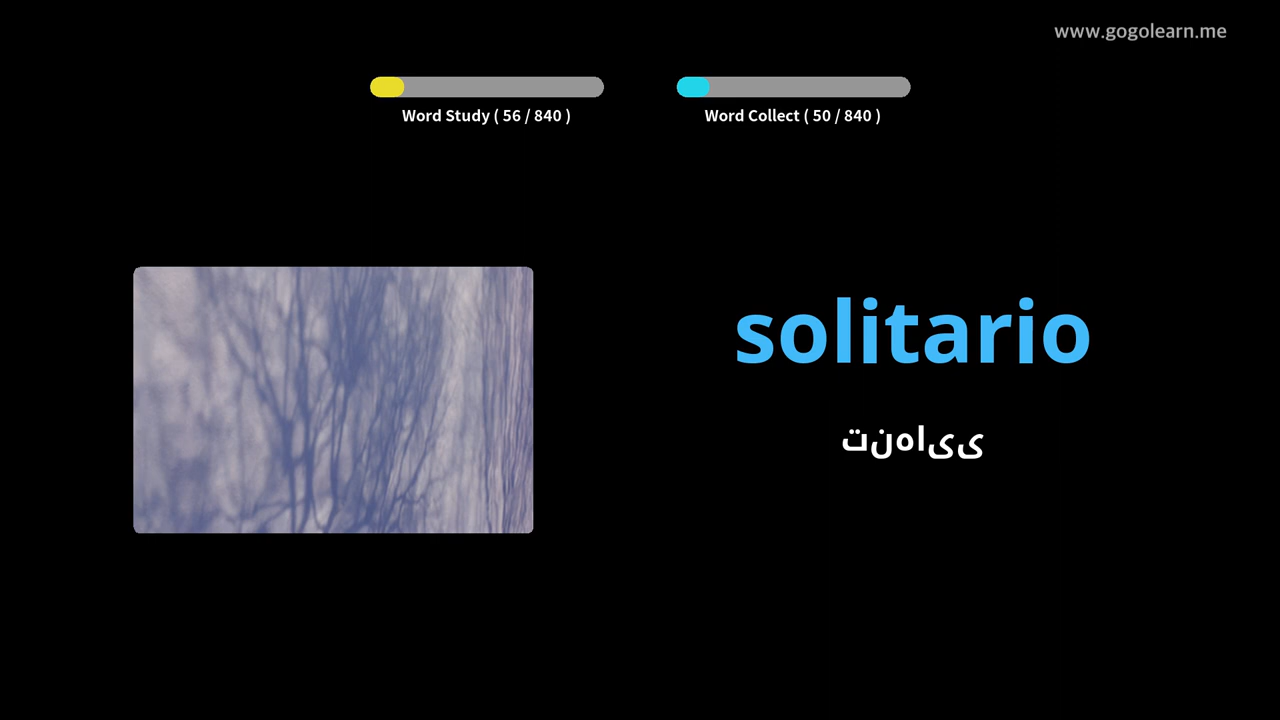 www.gogolearn.me
Word Study ( 56 / 840 )
Word Collect ( 50 / 840 )
solitario
تنهایی